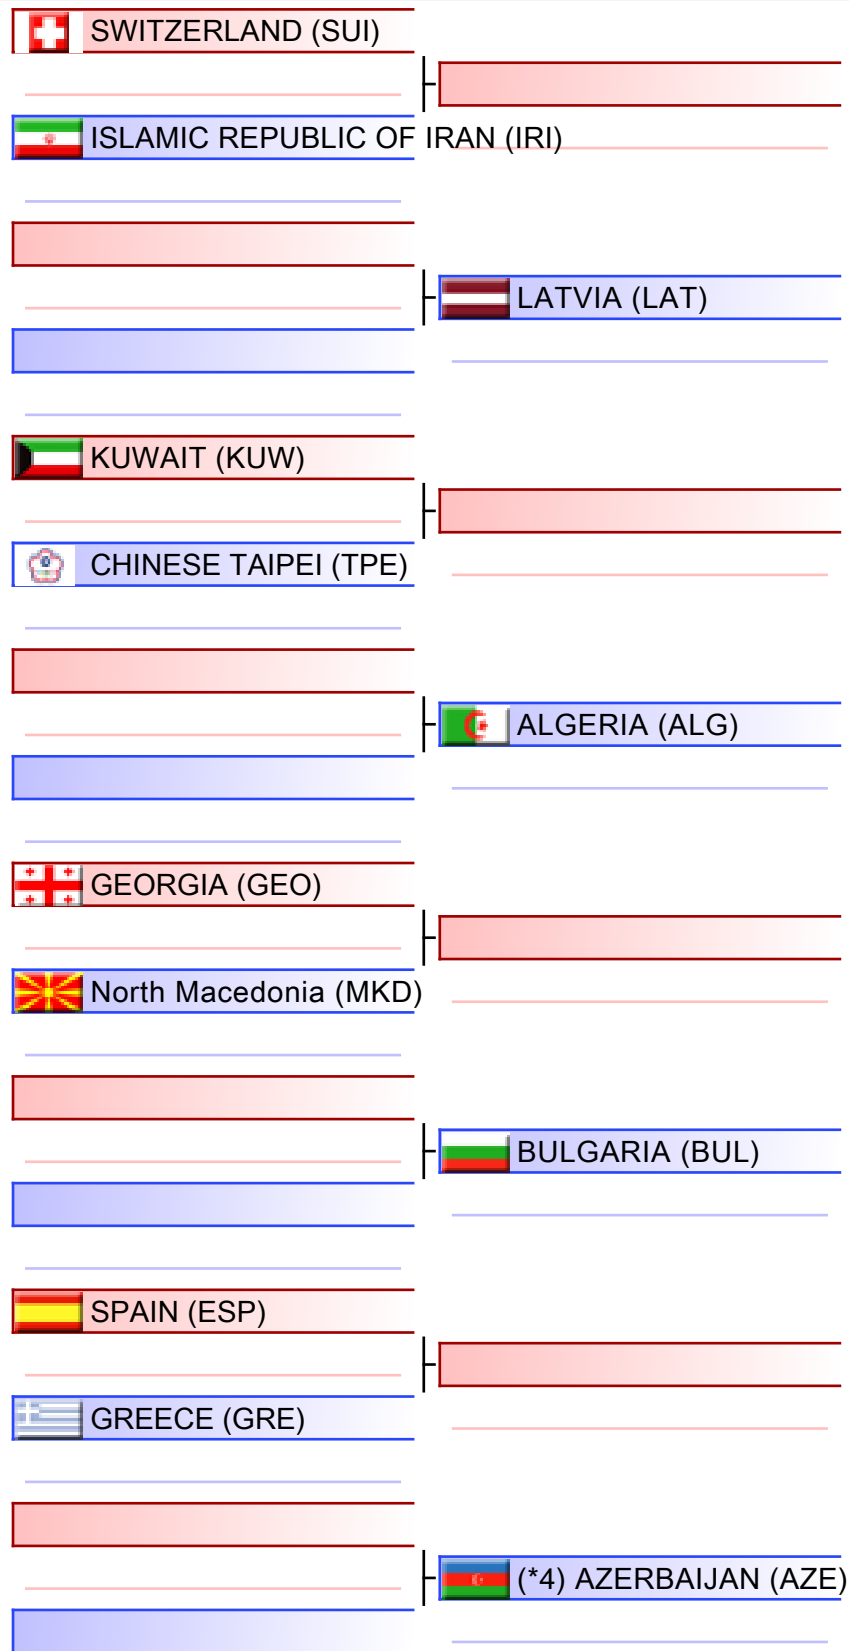 SWITZERLAND (SUI)
ISLAMIC REPUBLIC OF IRAN (IRI)
LATVIA (LAT)
KUWAIT (KUW)
CHINESE TAIPEI (TPE)
ALGERIA (ALG)
GEORGIA (GEO)
North Macedonia (MKD)
BULGARIA (BUL)
SPAIN (ESP)
GREECE (GRE)
(*4) AZERBAIJAN (AZE)